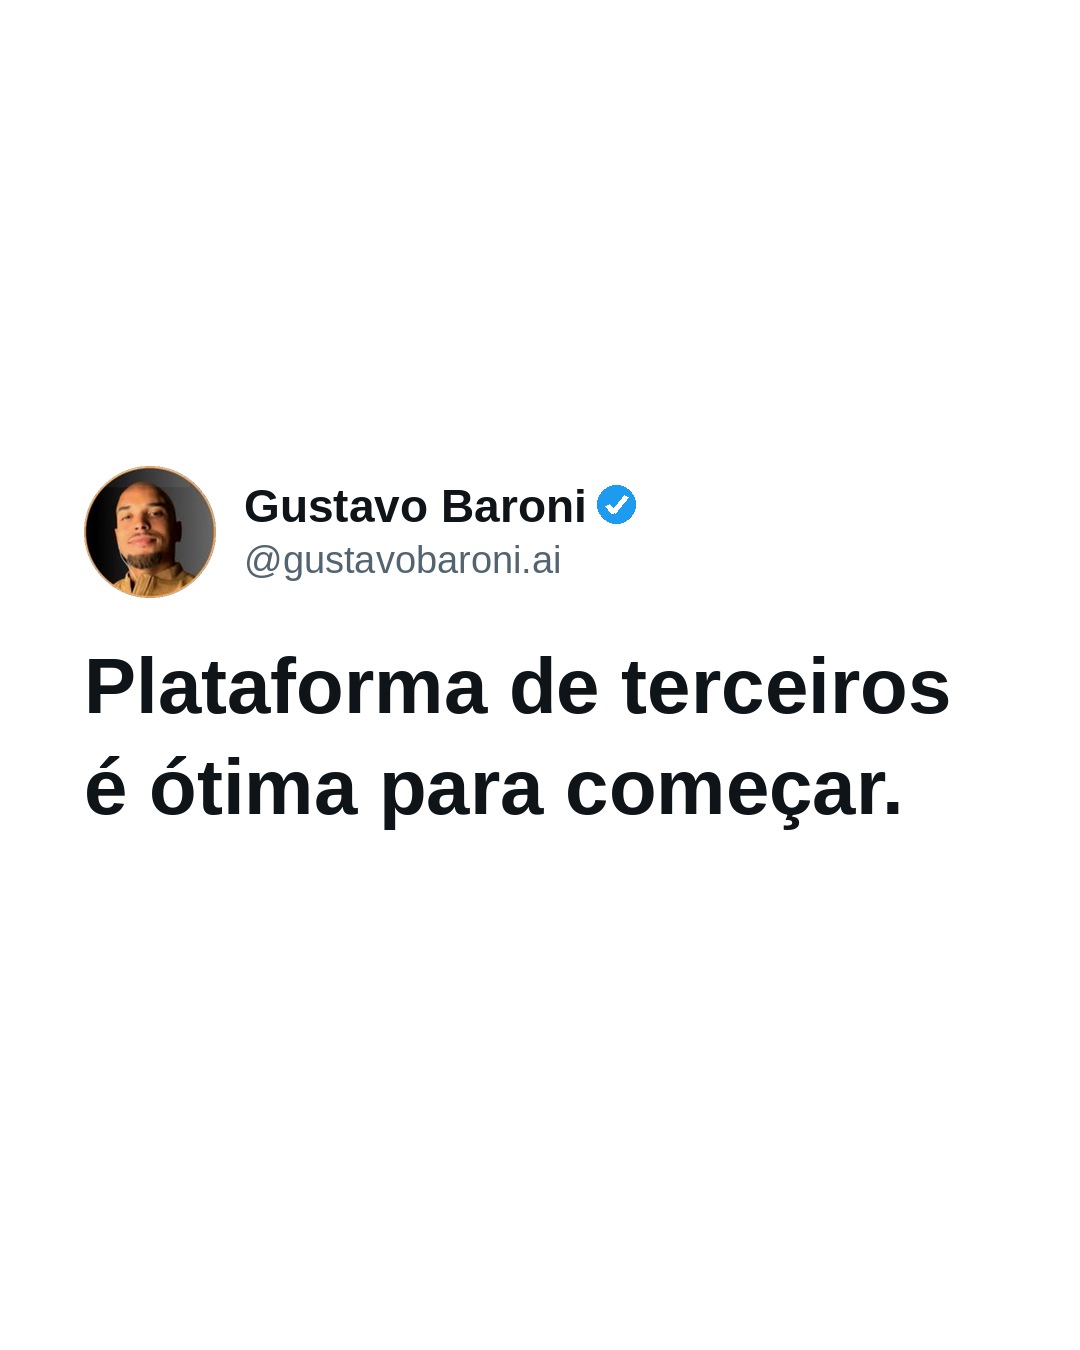 Gustavo Baroni
@gustavobaroni.ai
Plataforma de terceiros
é ótima para começar.